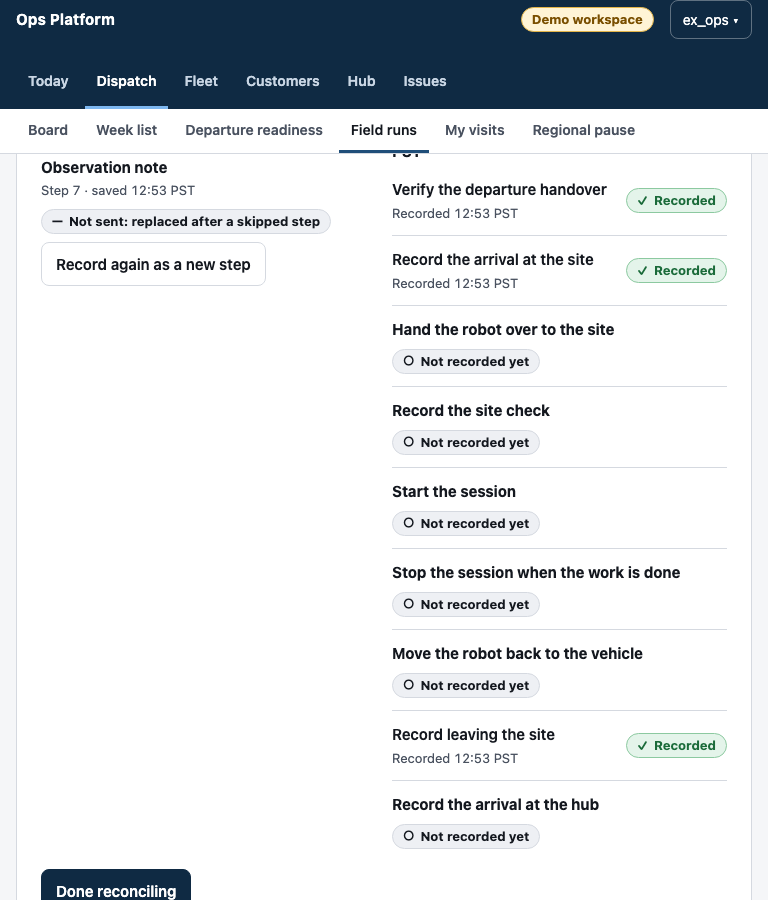 Ops Platform
Demo workspace
ex_ops ▾
Today
Dispatch
Fleet
Customers
Hub
Issues
Board
Week list
Departure readiness
Field runs
My visits
Regional pause
Observation note
Step 7 · saved 12:53 PST
Not sent: replaced after a skipped step
Record again as a new step
PST
Verify the departure handover
Recorded 12:53 PST
✓ Recorded
Record the arrival at the site
Recorded 12:53 PST
✓ Recorded
Hand the robot over to the site
Not recorded yet
Record the site check
Not recorded yet
Start the session
Not recorded yet
Stop the session when the work is done
Not recorded yet
Move the robot back to the vehicle
Not recorded yet
Record leaving the site
Recorded 12:53 PST
✓ Recorded
Record the arrival at the hub
Not recorded yet
Done reconciling